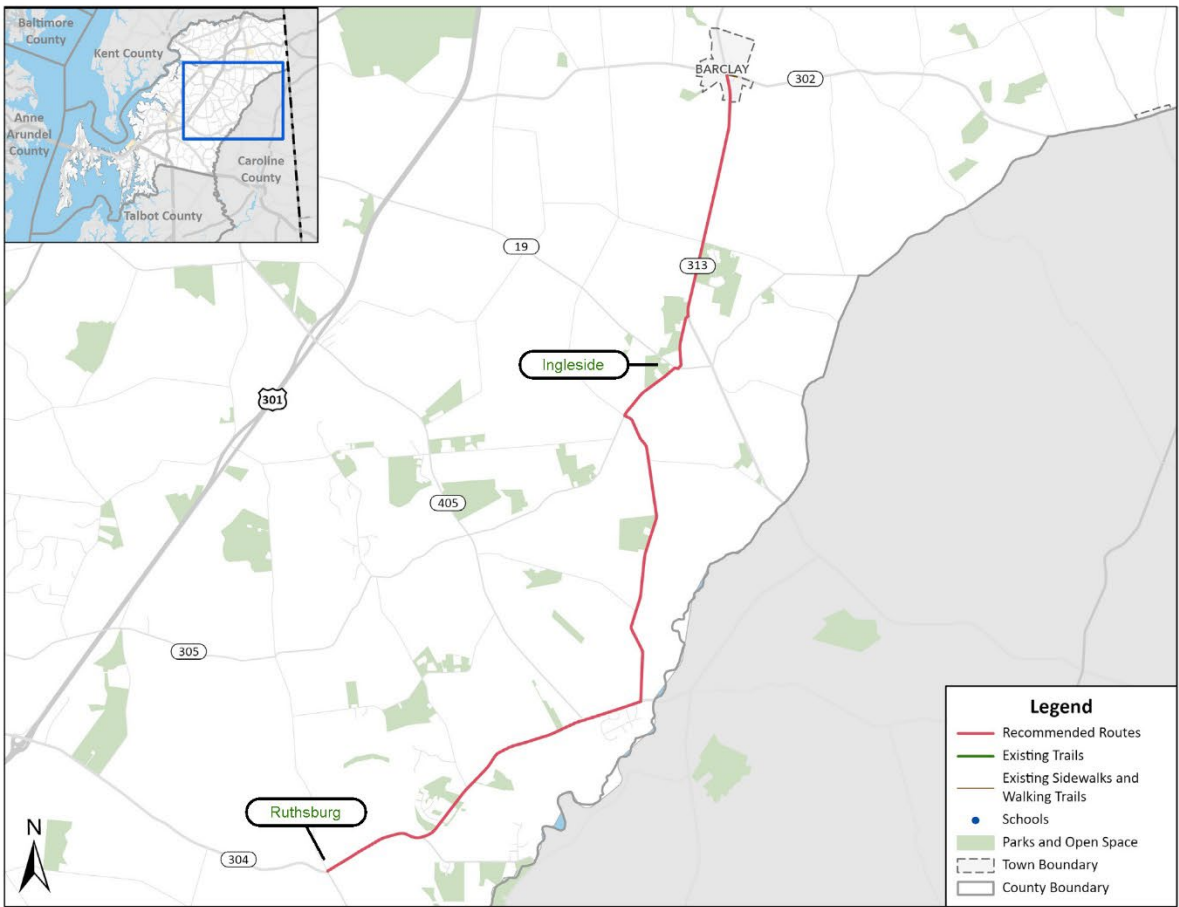 Baltimore
County
Kent County
Anne
Arundel
County
Caroline
County
Talbot County
BARCLAY
302
19
313
Ingleside
301
405
305
Ruthsburg
304
N
Legend
Recommended Routes
Existing Trails
Existing Sidewalks and
Walking Trails
Schools
Parks and Open Space
Town Boundary
County Boundary